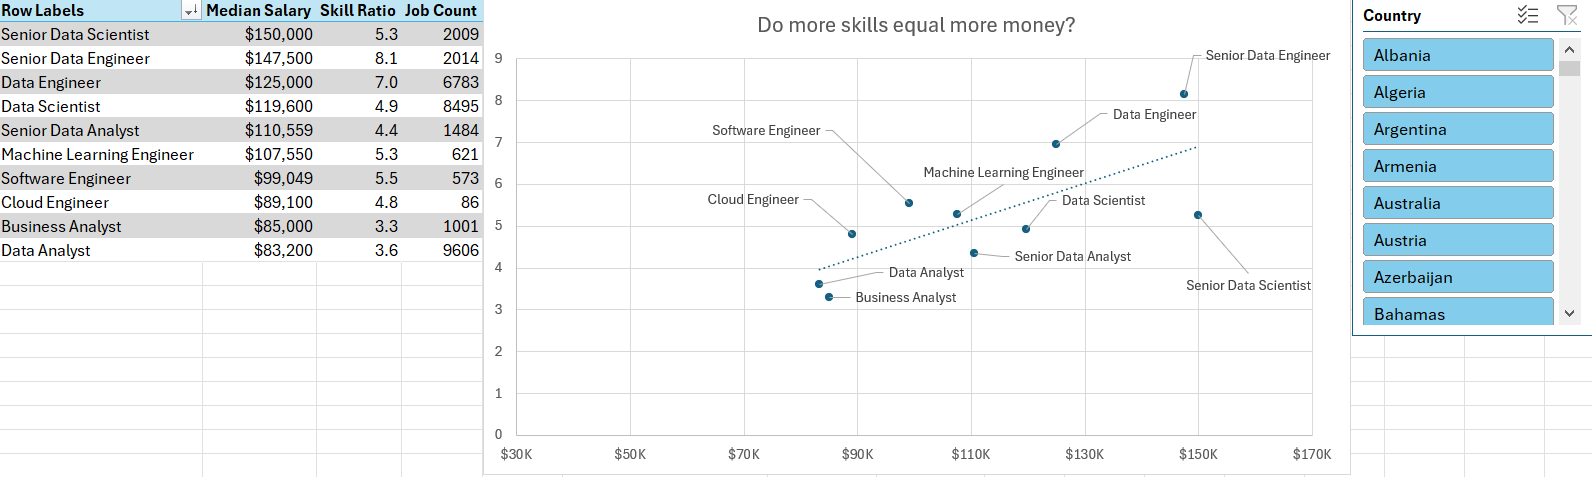 Row Labels Median Salary Skill Ratio Job Count
Senior Data Scientist $150,000 5.3 2009
Senior Data Engineer $147,500 8.1 2014
Data Engineer $125,000 7.0 6783
Data Scientist $119,600 4.9 8495
Senior Data Analyst $110,559 4.4 1484
Machine Learning Engineer $107,550 5.3 621
Software Engineer $99,049 5.5 573
Cloud Engineer $89,100 4.8 86
Business Analyst $85,000 3.3 1001
Data Analyst $83,200 3.6 9606
Do more skills equal more money?
9
8
7
6
5
4
3
2
1
0
Senior Data Engineer
Data Engineer
Software Engineer
Machine Learning Engineer
Cloud Engineer
Data Scientist
Senior Data Analyst
Data Analyst
Senior Data Scientist
Business Analyst
$30K $50K $70K $90K $110K $130K $150K $170K
Country
Albania
Algeria
Argentina
Armenia
Australia
Austria
Azerbaijan
Bahamas